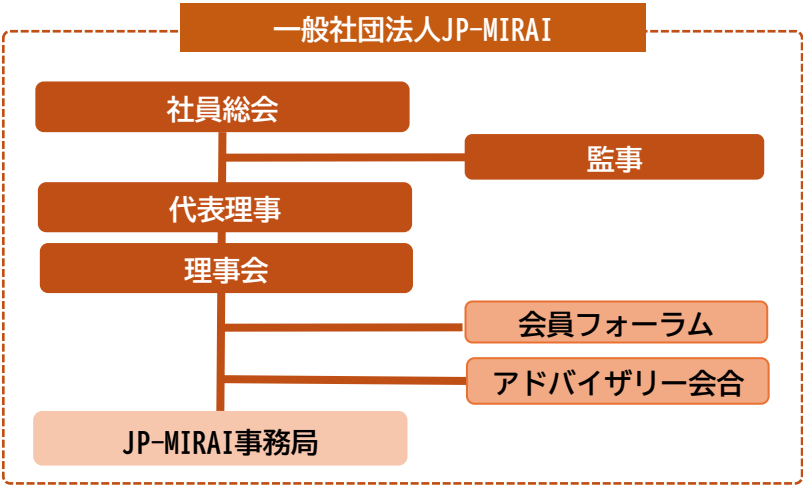 一般社団法人JP-MIRAI
社員総会
監事
代表理事
理事会
会員フォーラム
アドバイザリー会合
JP-MIRAI事務局